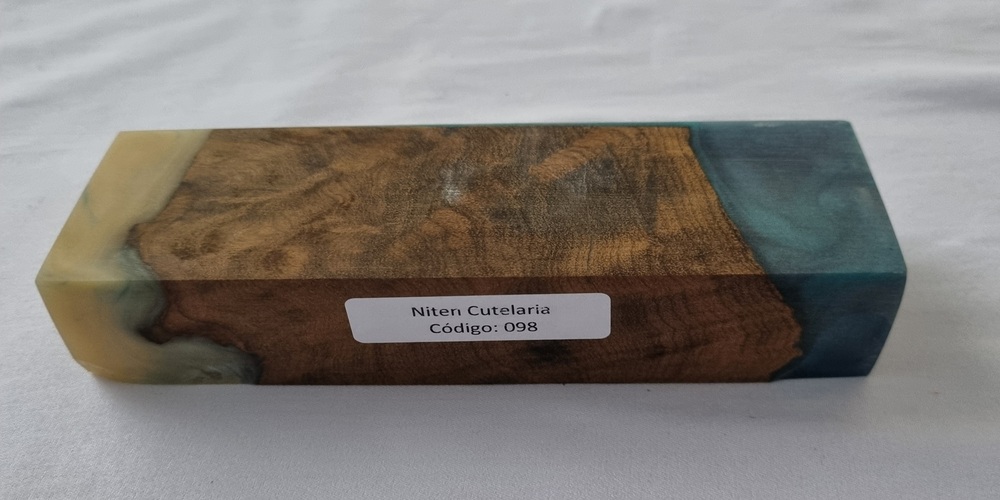 Niten Cutelaria
Código: 098